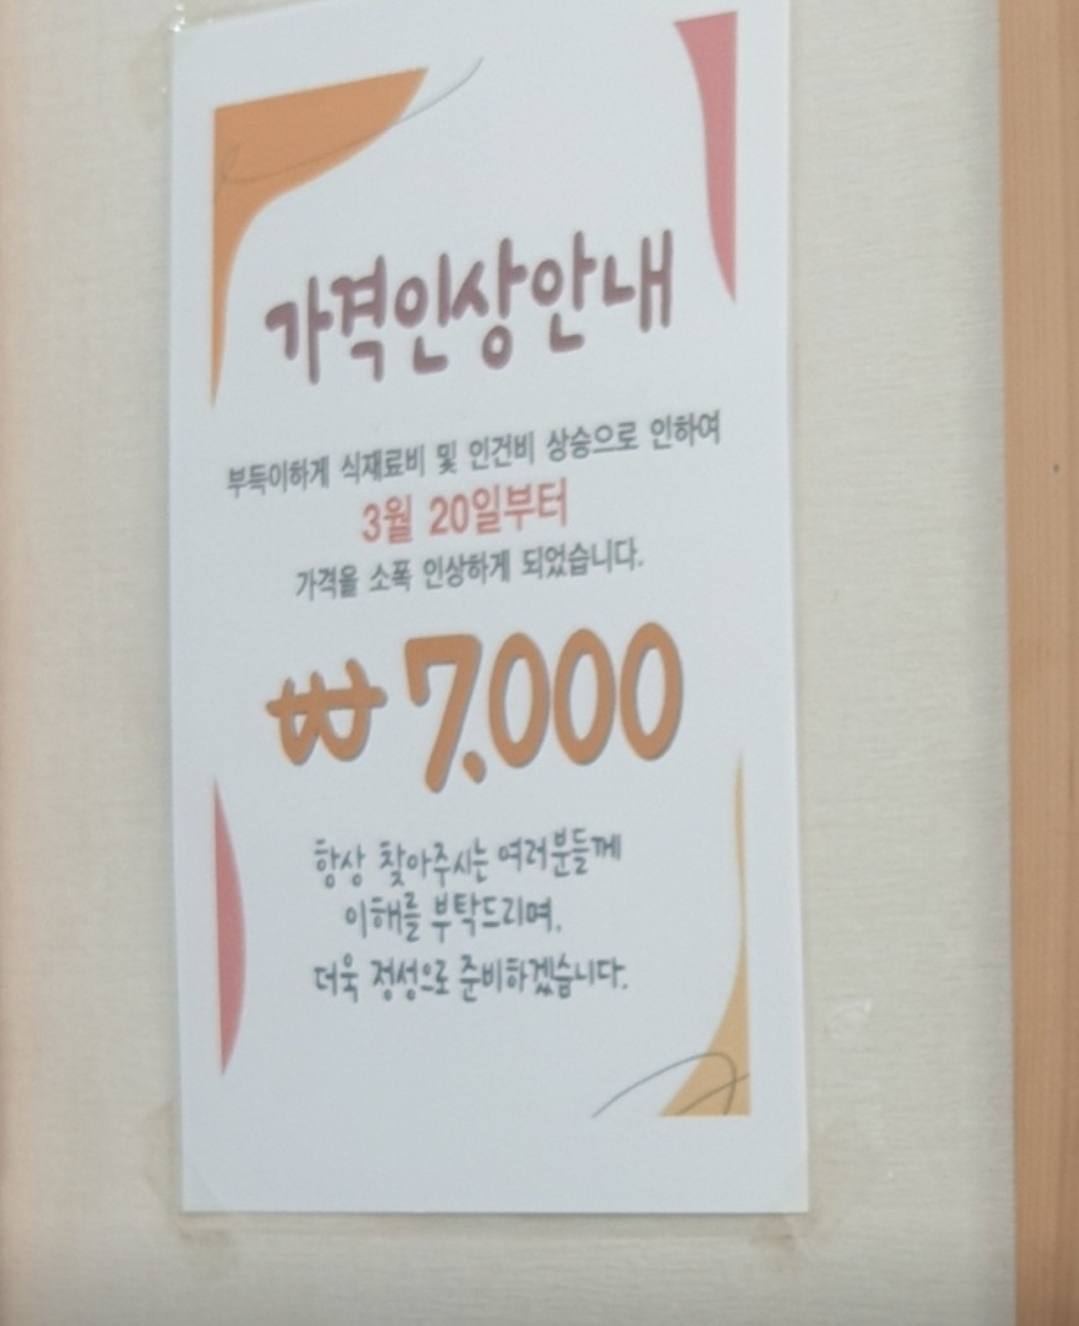 가격인상안내
부득이하게 식재료비 및 인건비 상승으로 인하여
3월 20일부터
가격을 소폭 인상하게 되었습니다.
₩7.000
항상 찾아주시는 여러분들께
이해를 부탁드리며,
더욱 정성으로 준비하겠습니다.